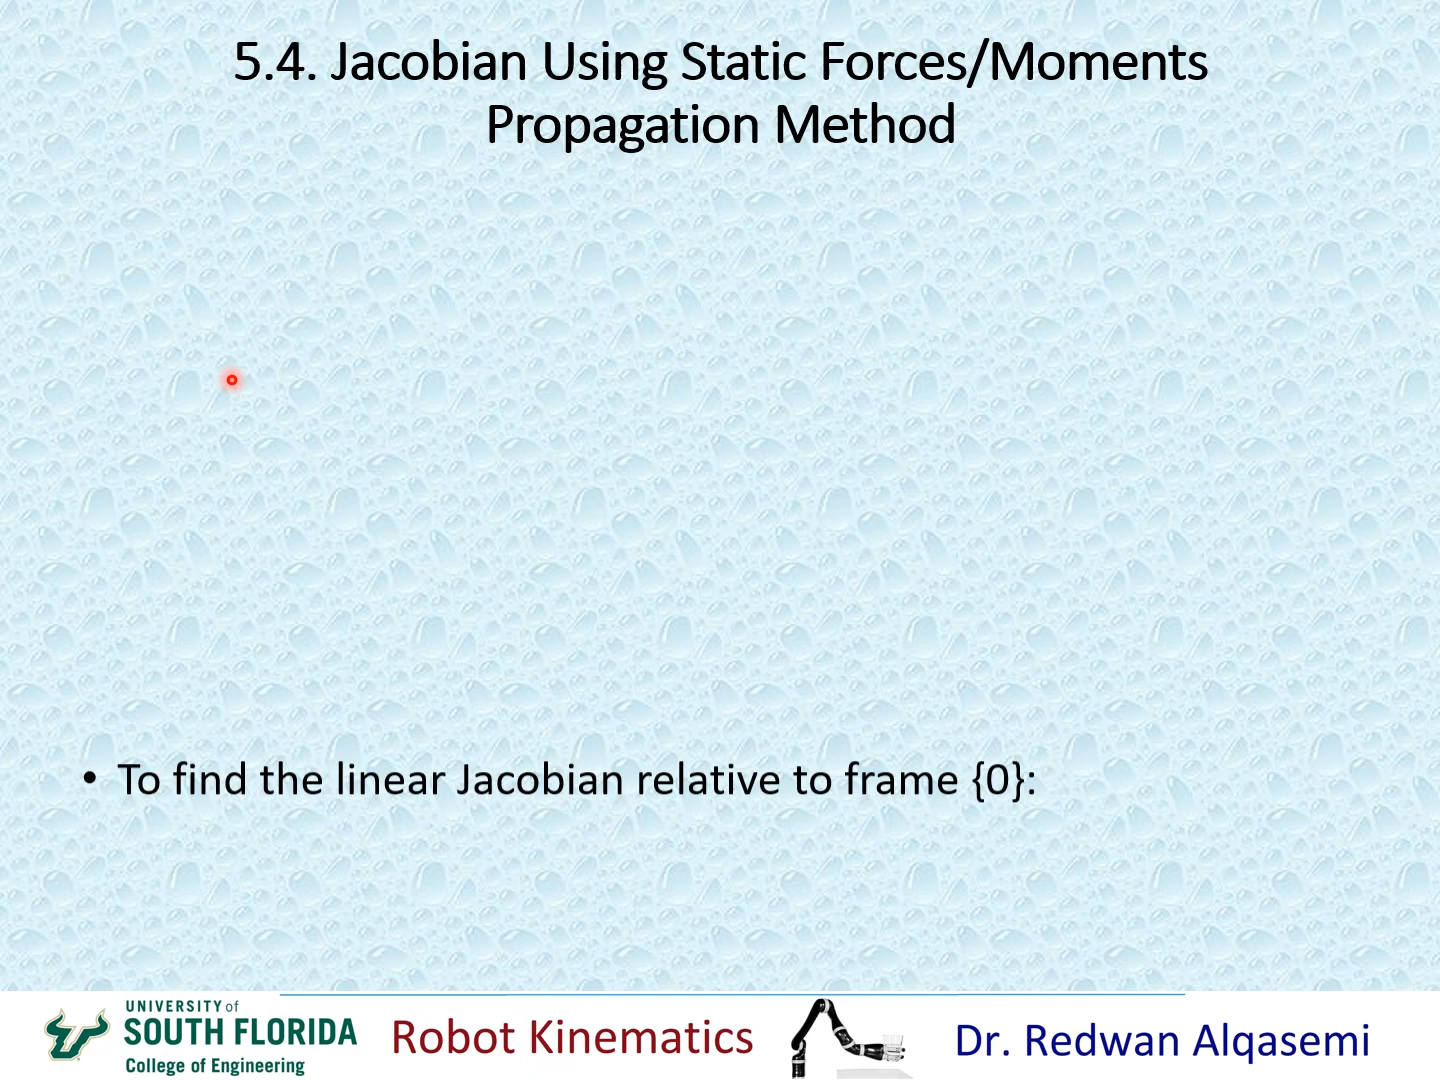 5.4. Jacobian Using Static Forces/Moments
Propagation Method
• To find the linear Jacobian relative to frame {0}:
UNIVERSITY of
SOUTH FLORIDA
College of Engineering
Robot Kinematics
Dr. Redwan Alqasemi